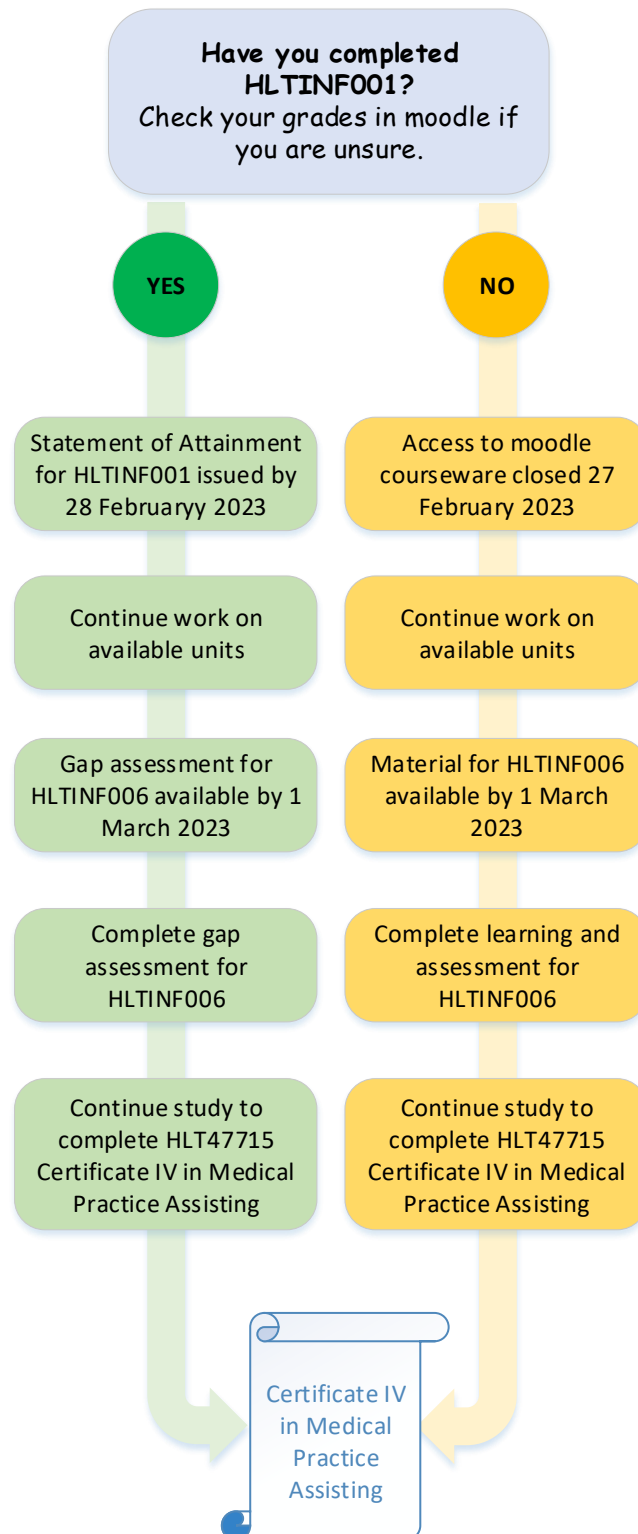 Have you completed
HLTINF001?
Check your grades in moodle if
you are unsure.
YES
NO
Statement of Attainment
for HLTINF001 issued by
28 Februaryy 2023
Access to moodle
courseware closed 27
February 2023
Continue work on
available units
Continue work on
available units
Gap assessment for
HLTINF006 available by 1
March 2023
Material for HLTINF006
available by 1 March
2023
Complete gap
assessment for
HLTINF006
Complete learning and
assessment for
HLTINF006
Continue study to
complete HLT47715
Certificate IV in Medical
Practice Assisting
Continue study to
complete HLT47715
Certificate IV in Medical
Practice Assisting
Certificate IV
in Medical
Practice
Assisting